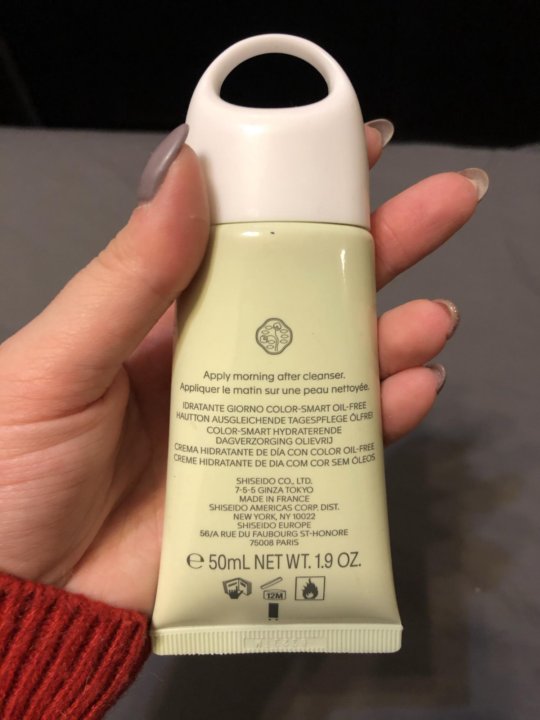 Apply morning after cleanser.
Appliquer le matin sur une peau nettoyée.
IDRATANTE GIORNO COLOR-SMART OIL-FREE
HAUTTON AUSGLEICHENDE TAGESPFLEGE ÖLFREI
COLOR-SMART HYDRATERENDE
DAGVERZORGING OLIEVRIJ
CREMA HIDRATANTE DE DÍA CON COLOR OIL-FREE
CREME HIDRATANTE DE DIA COM COR SEM ÓLEOS
SHISEIDO CO., LTD.
7-5-5 GINZA TOKYO
MADE IN FRANCE
SHISEIDO AMERICAS CORP. DIST.
NEW YORK, NY 10022
SHISEIDO EUROPE
56/A RUE DU FAUBOURG ST-HONORE
75008 PARIS
℮ 50mL NET WT. 1.9 OZ.
12M